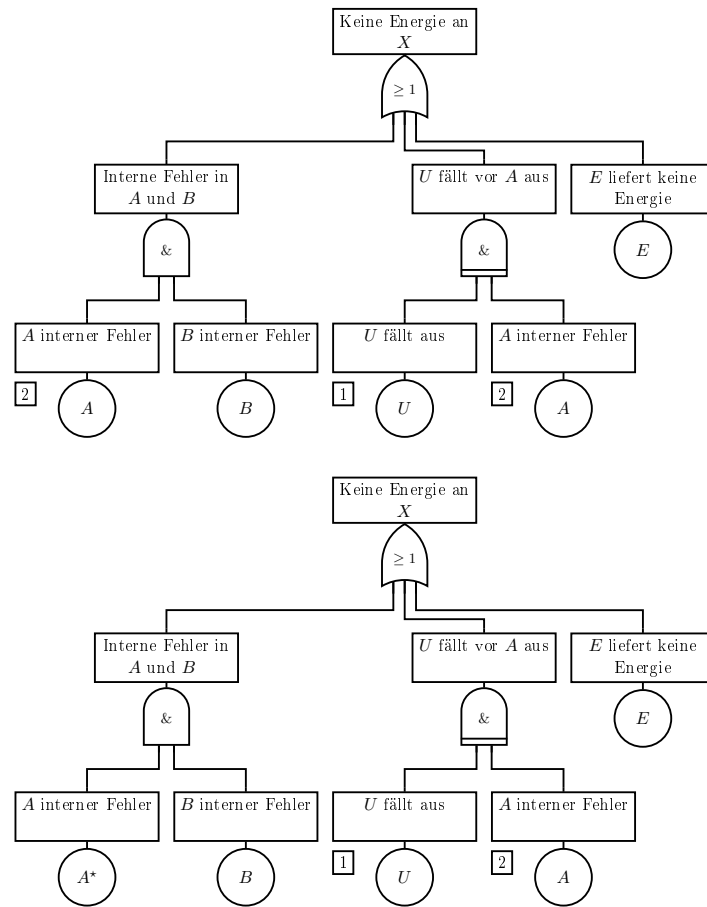 Keine Energie an
X
≥ 1
Interne Fehler in
A und B
U fällt vor A aus
E liefert keine
Energie
&
&
E
A interner Fehler
B interner Fehler
U fällt aus
A interner Fehler
2
A
B
1
U
2
A
Keine Energie an
X
≥ 1
Interne Fehler in
A und B
U fällt vor A aus
E liefert keine
Energie
&
&
E
A interner Fehler
B interner Fehler
U fällt aus
A interner Fehler
A⋆
B
1
U
2
A